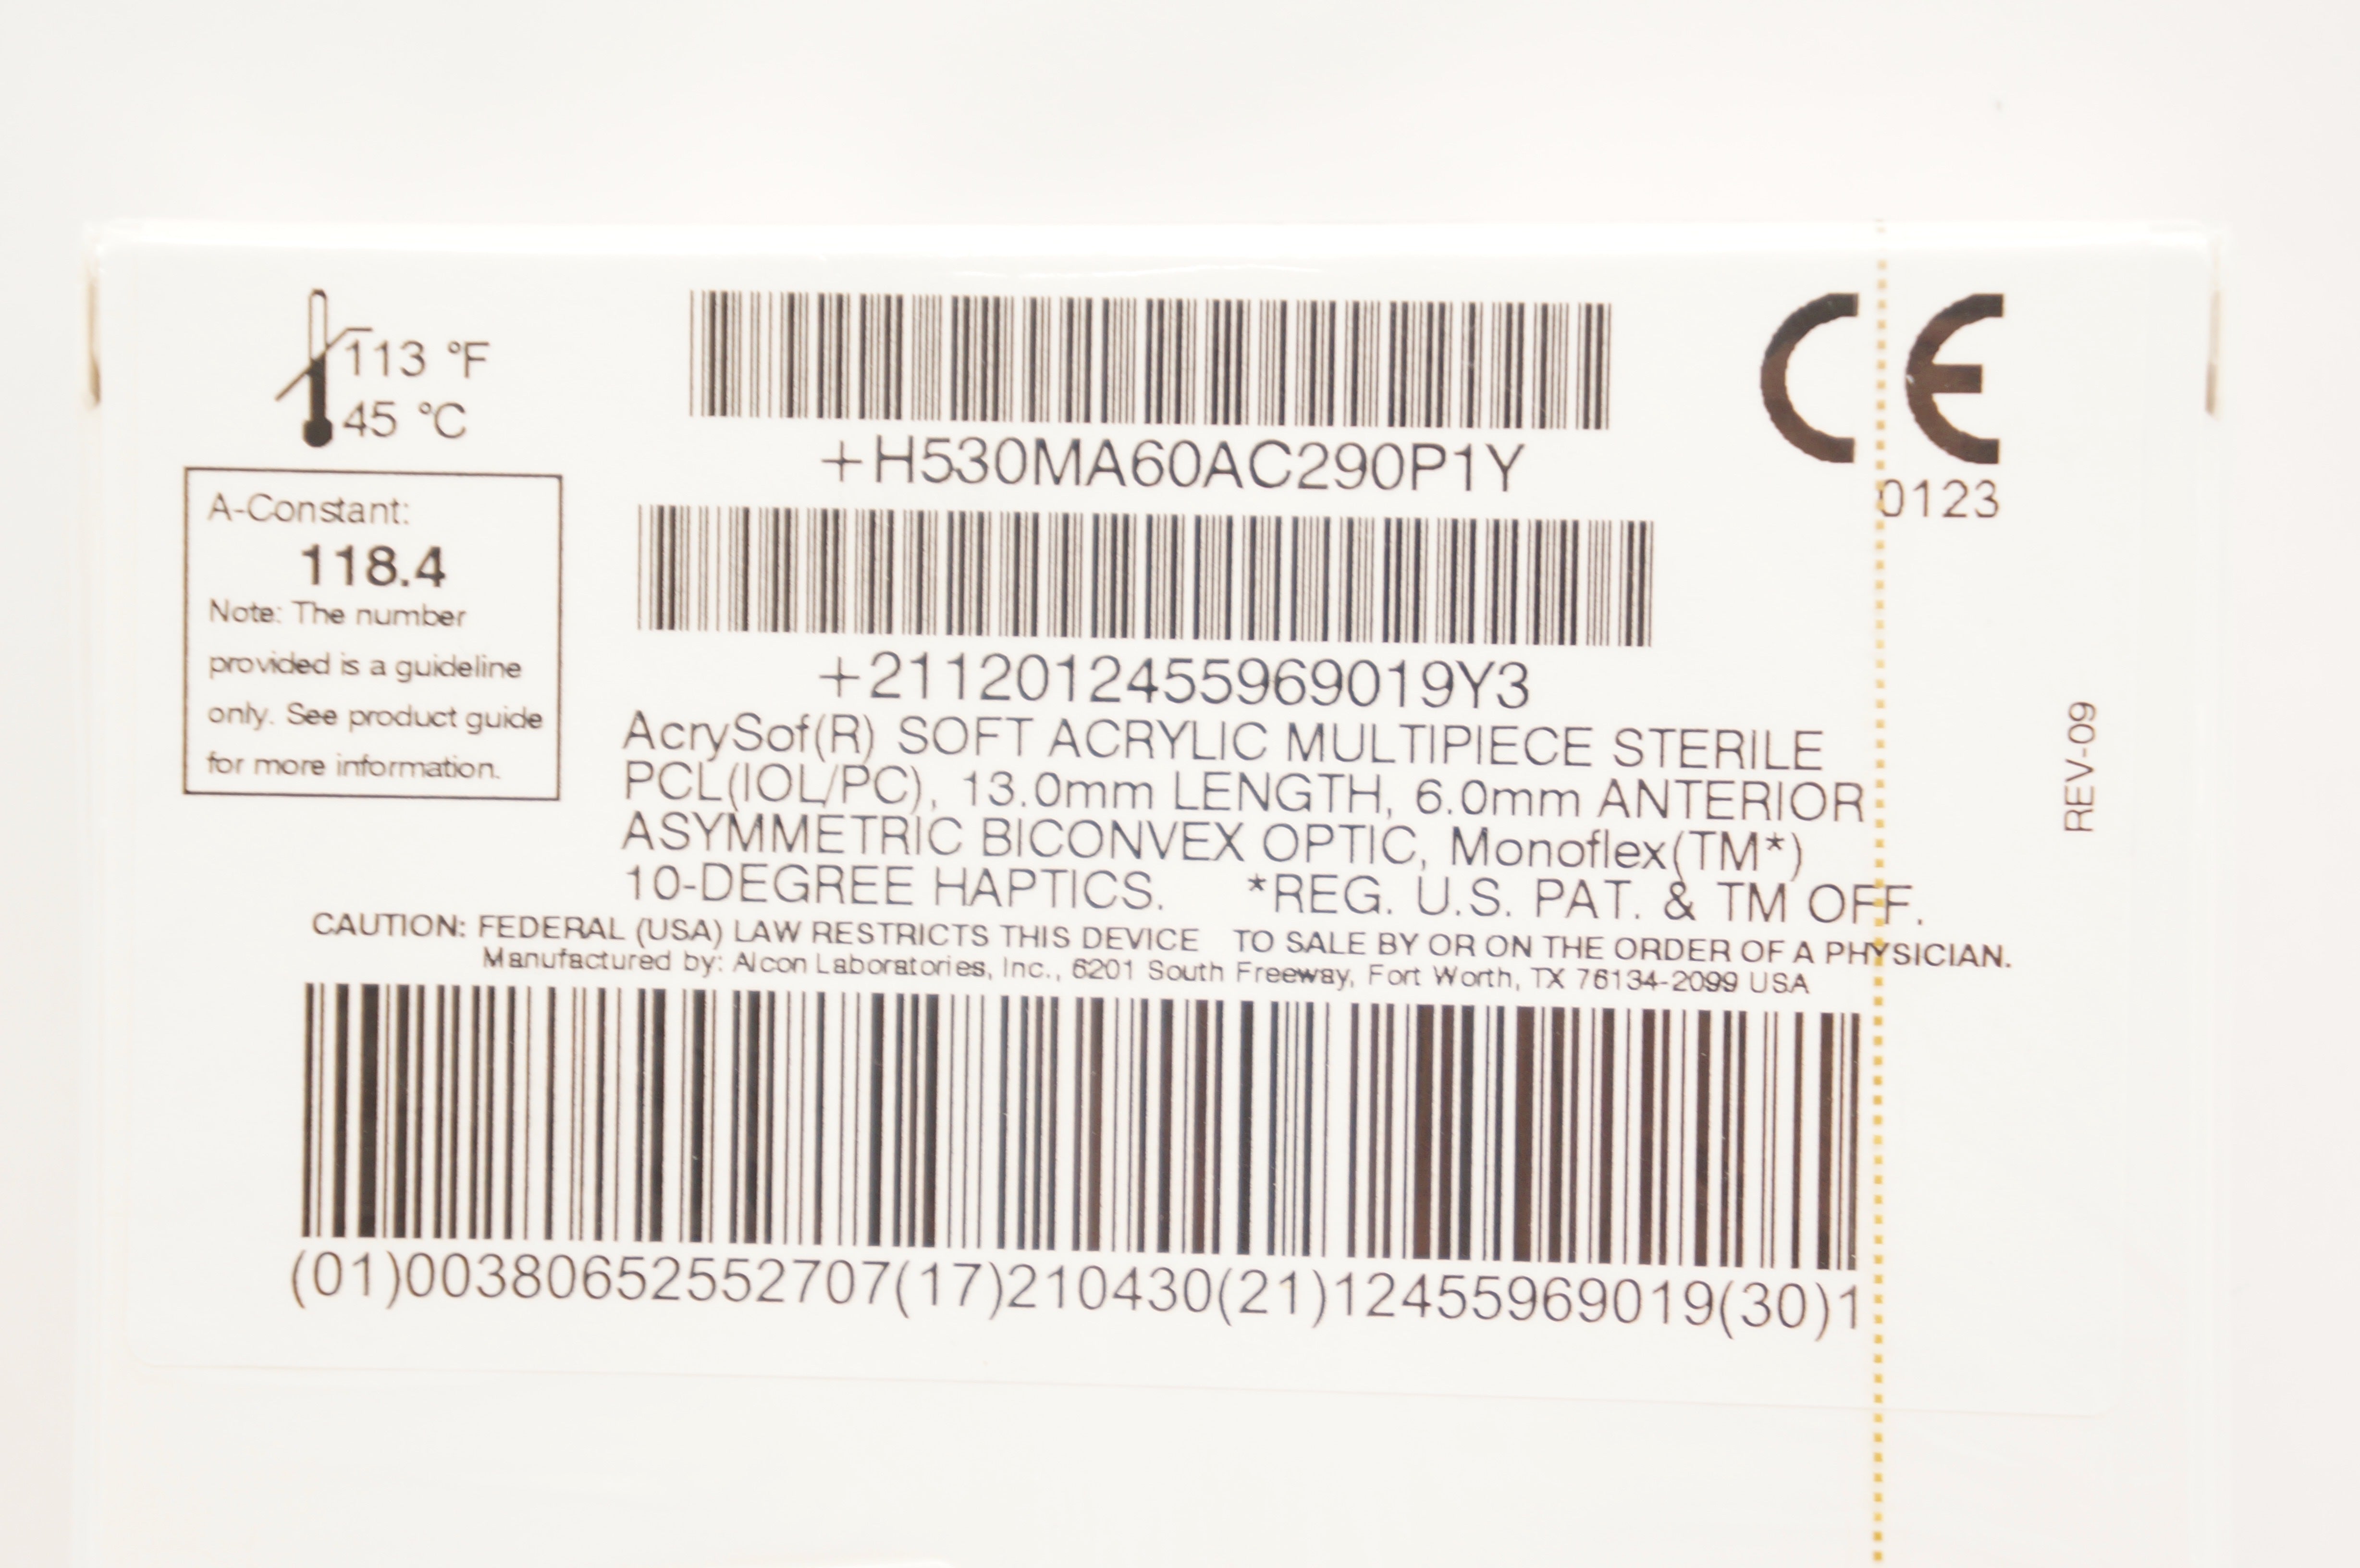 113 °F
45 °C
A-Constant:
118.4
Note: The number
provided is a guideline
only. See product guide
for more information.
+H530MA60AC290P1Y
+2112012455969019Y3
CE
0123
AcrySof(R) SOFT ACRYLIC MULTIPIECE STERILE
PCL(IOL/PC), 13.0mm LENGTH, 6.0mm ANTERIOR
ASYMMETRIC BICONVEX OPTIC, Monoflex(TM*)
10-DEGREE HAPTICS. *REG. U.S. PAT. & TM OFF.
REV-09
CAUTION: FEDERAL (USA) LAW RESTRICTS THIS DEVICE TO SALE BY OR ON THE ORDER OF A PHYSICIAN.
Manufactured by: Alcon Laboratories, Inc., 6201 South Freeway, Fort Worth, TX 76134-2099 USA
(01)00380652552707(17)210430(21)12455969019(30)1